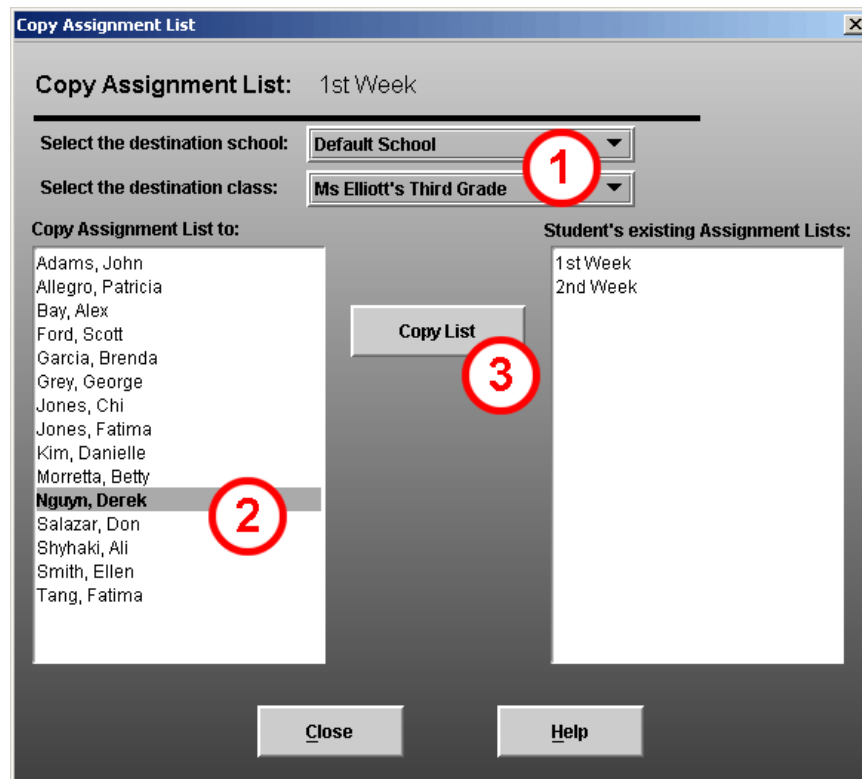 Copy Assignment List
Copy Assignment List: 1st Week
Select the destination school: Default School
Select the destination class: Ms Elliott's Third Grade
1
Copy Assignment List to:
Adams, John
Allegro, Patricia
Bay, Alex
Ford, Scott
Garcia, Brenda
Grey, George
Jones, Chi
Jones, Fatima
Kim, Danielle
Morretta, Betty
Nguyn, Derek
Salazar, Don
Shyhaki, Ali
Smith, Ellen
Tang, Fatima
2
Copy List
3
Student's existing Assignment Lists:
1st Week
2nd Week
Close
Help